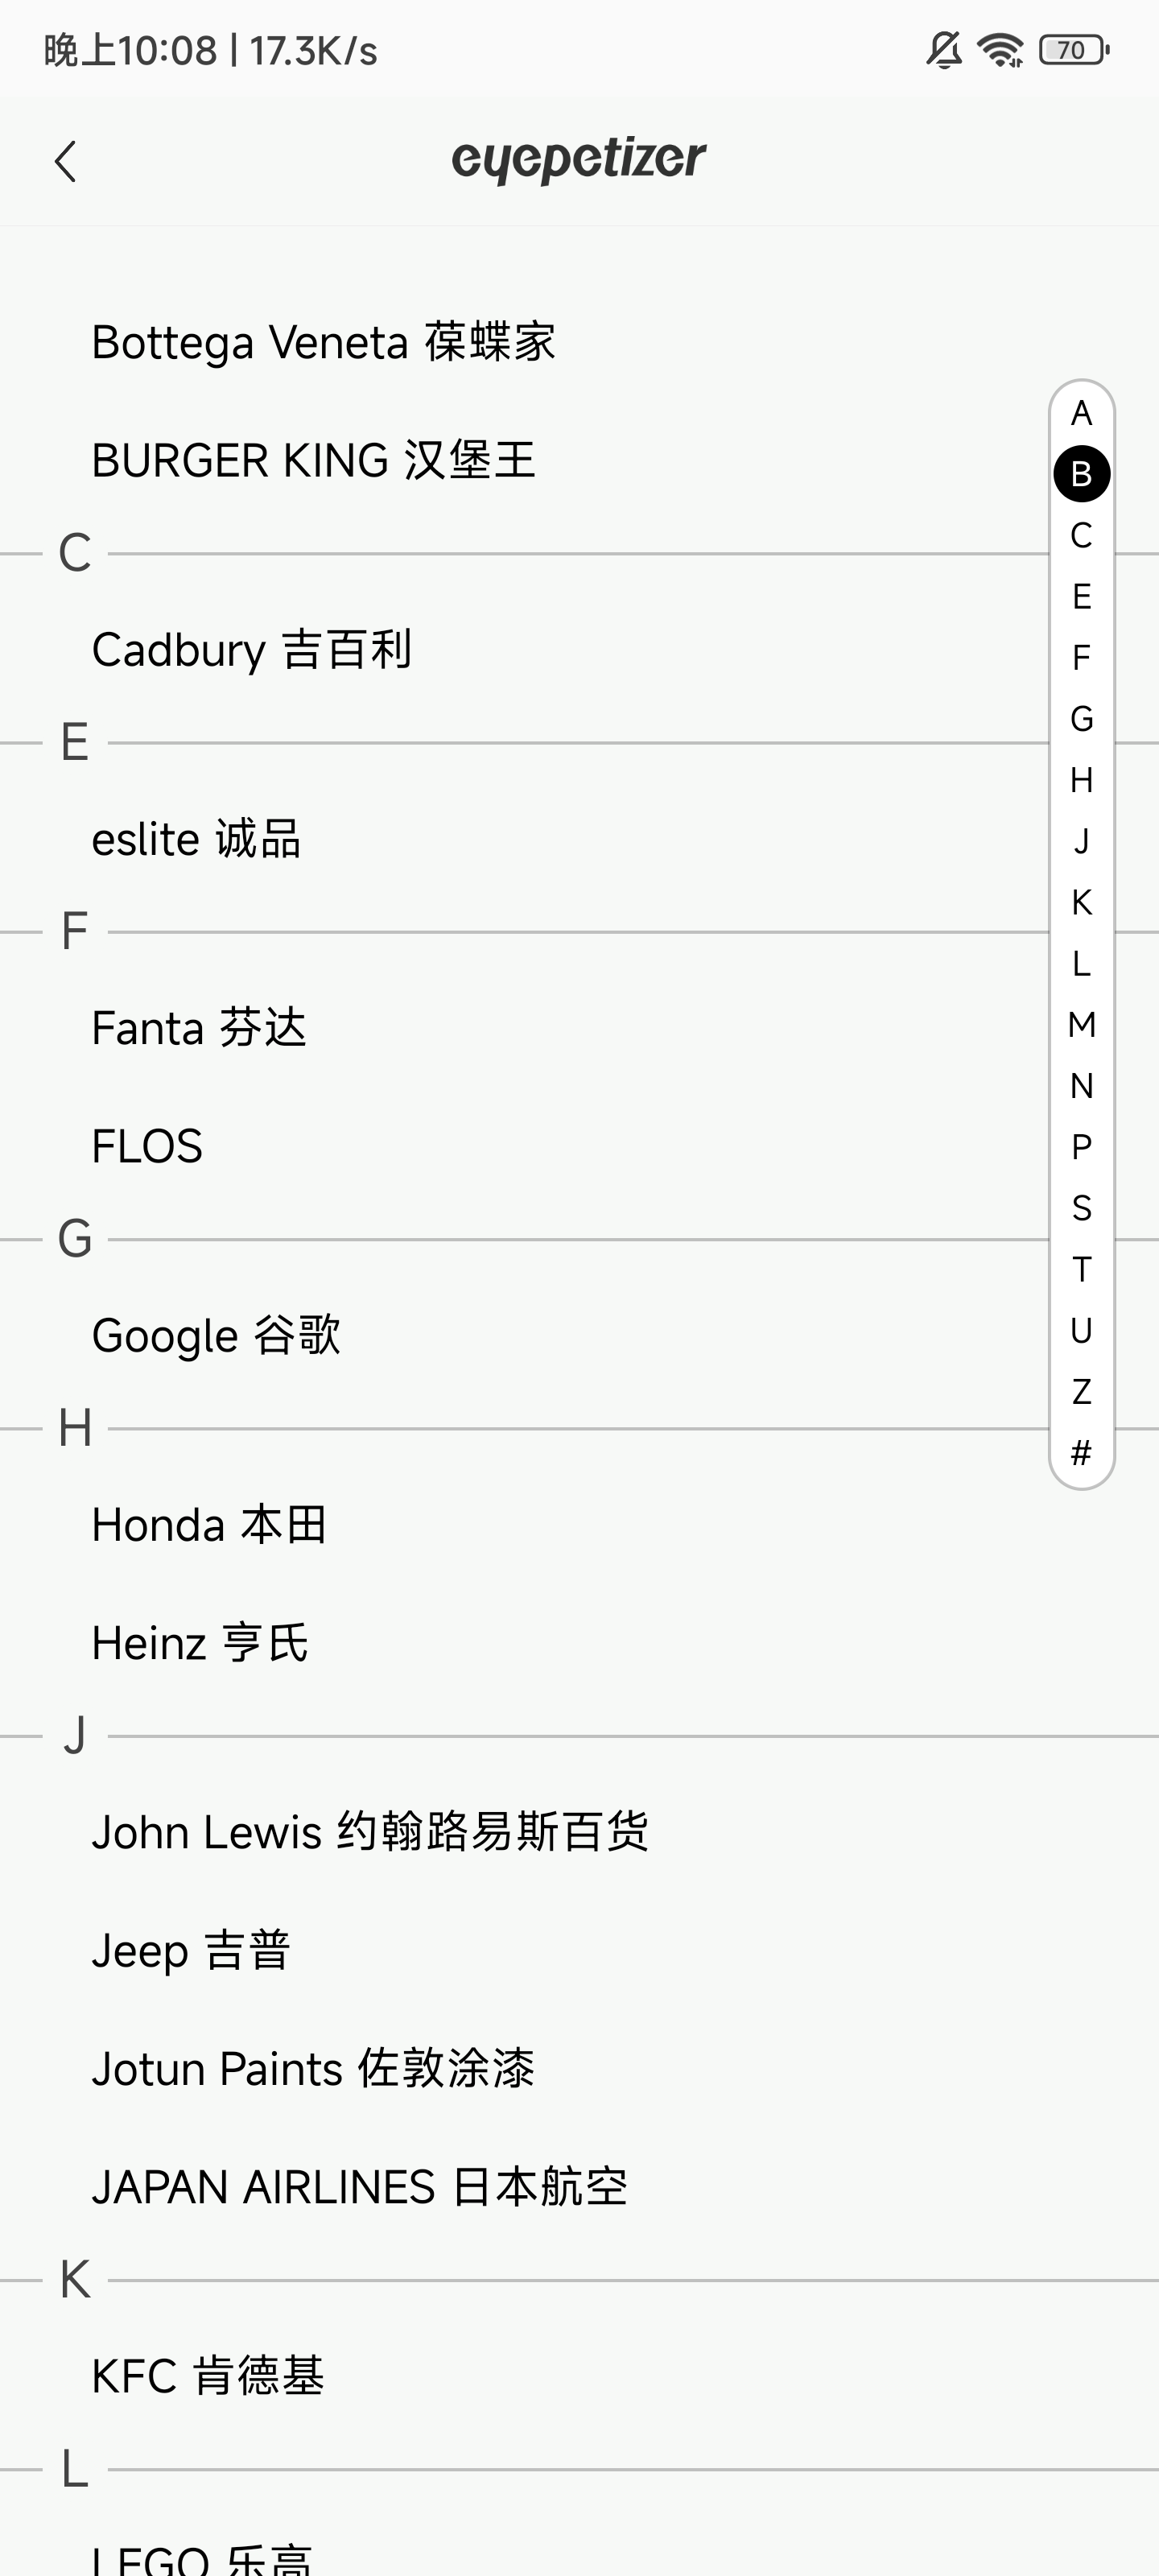 晚上10:08 | 17.3K/s
70
eyepetizer
Bottega Veneta 葆蝶家
BURGER KING 汉堡王
C
Cadbury 吉百利
E
eslite 诚品
F
Fanta 芬达
FLOS
G
Google 谷歌
H
Honda 本田
Heinz 亨氏
J
John Lewis 约翰路易斯百货
Jeep 吉普
Jotun Paints 佐敦涂漆
JAPAN AIRLINES 日本航空
K
KFC 肯德基
L
LEGO 乐高
A
B
C
E
F
G
H
J
K
L
M
N
P
S
T
U
Z
#